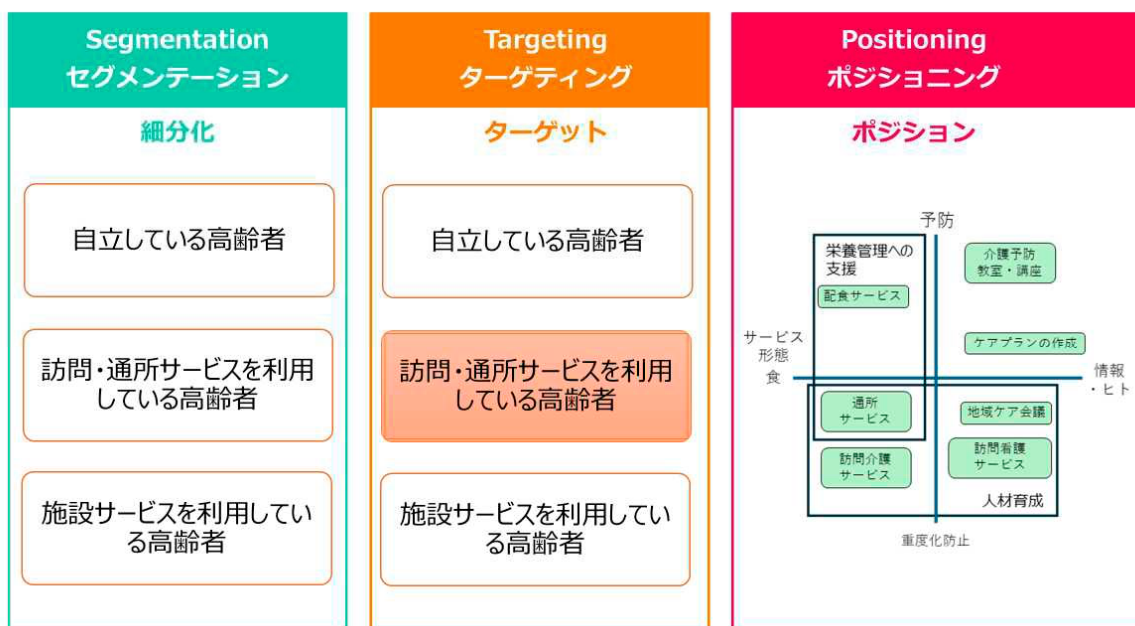 Segmentation
セグメンテーション
細分化
自立している高齢者
訪問・通所サービスを利用
している高齢者
施設サービスを利用してい
る高齢者
Targeting
ターゲティング
ターゲット
自立している高齢者
訪問・通所サービスを利用
している高齢者
施設サービスを利用してい
る高齢者
Positioning
ポジショニング
ポジション
予防
栄養管理への
支援
配食サービス
介護予防
教室・講座
サービス
形態
食
ケアプランの作成
情報
・ヒト
通所
サービス
地域ケア会議
訪問介護
サービス
訪問看護
サービス
人材育成
重度化防止